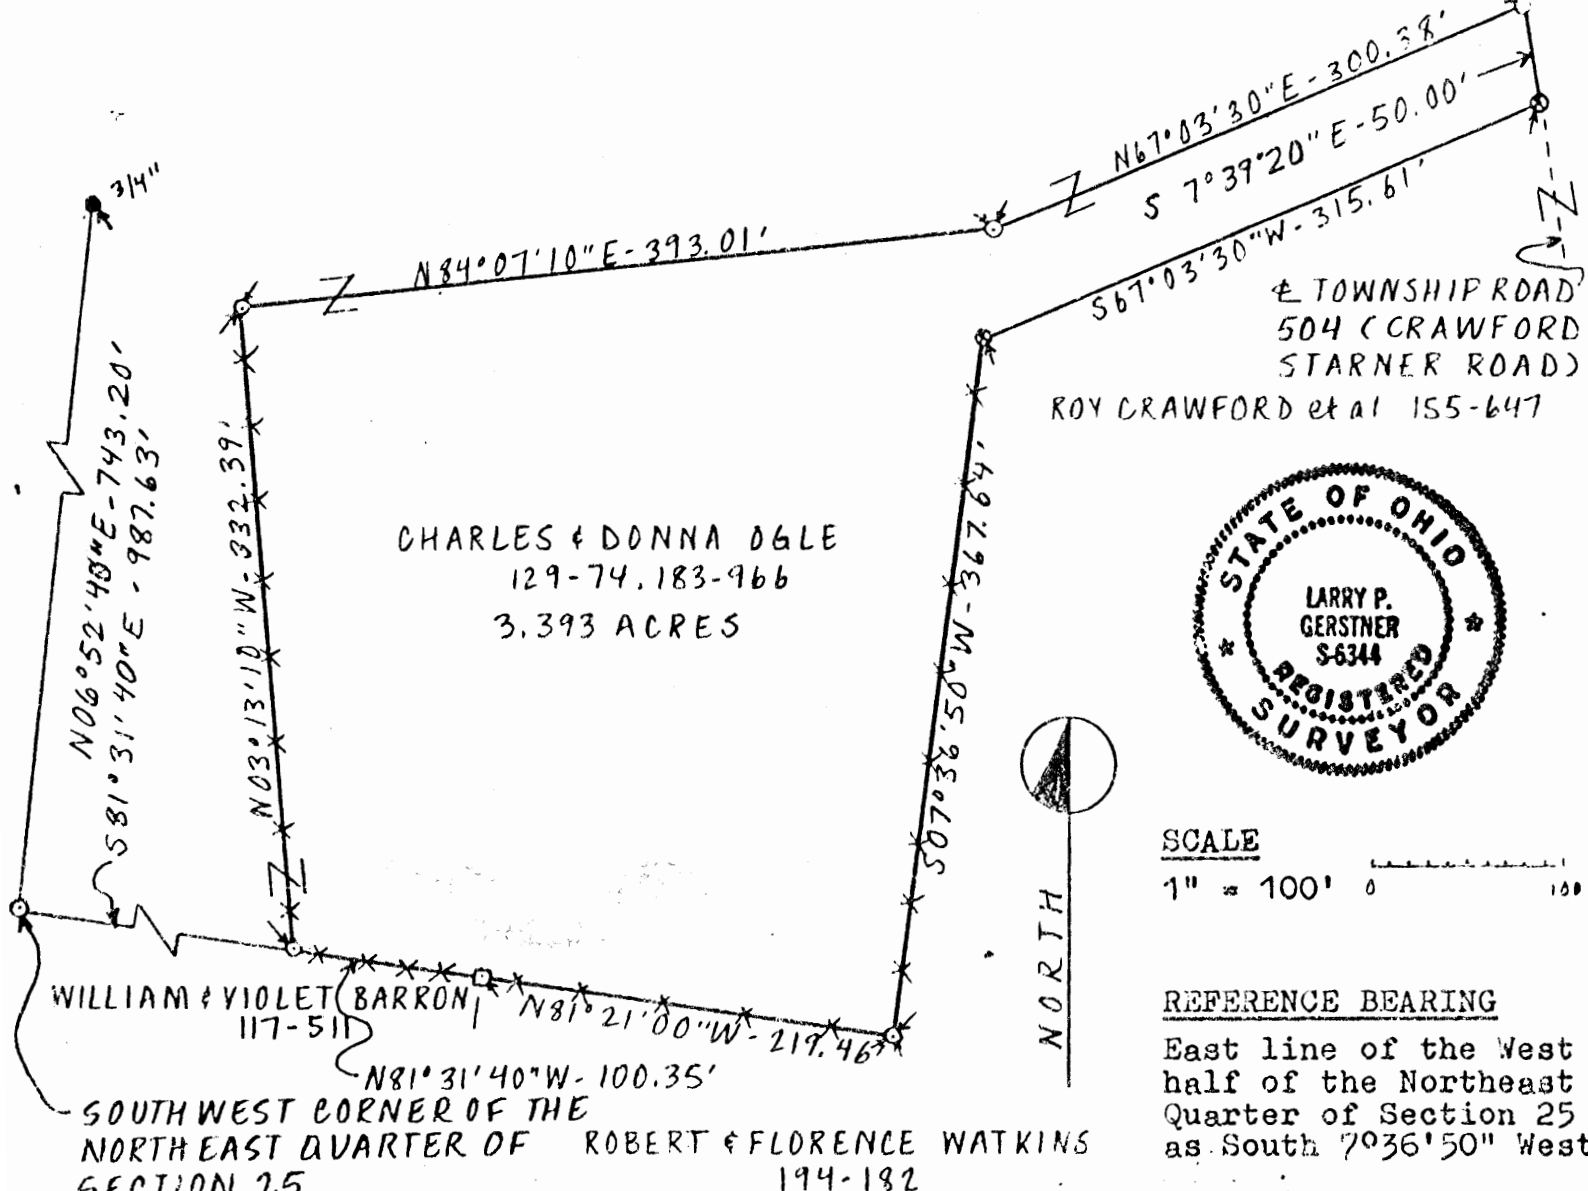 N67°03'30"E - 300.38'
S 7°39'20" E - 50.00'
S67°03'30"W - 315.61'
3/4"
N84°07'10"E - 393.01'
₵ TOWNSHIP ROAD
504 (CRAWFORD
STARNER ROAD)
ROY CRAWFORD et al 155-647
N06°52'40"E - 743.20'
S81°31'40"E - 987.63'
N03°13'10"W - 332.39'
CHARLES & DONNA OGLE
129-74, 183-966
3.393 ACRES
S07°36'50"W - 367.64'
STATE OF OHIO
LARRY P.
GERSTNER
S-6344
REGISTERED
SURVEYOR
NORTH
SCALE
1" = 100'
0 100
WILLIAM & VIOLET BARRON
117-511
N81°21'00"W - 219.46'
N81°31'40"W - 100.35'
SOUTHWEST CORNER OF THE
NORTHEAST QUARTER OF
SECTION 25
ROBERT & FLORENCE WATKINS
194-182
REFERENCE BEARING
East line of the West
half of the Northeast
Quarter of Section 25
as South 7°36'50" West